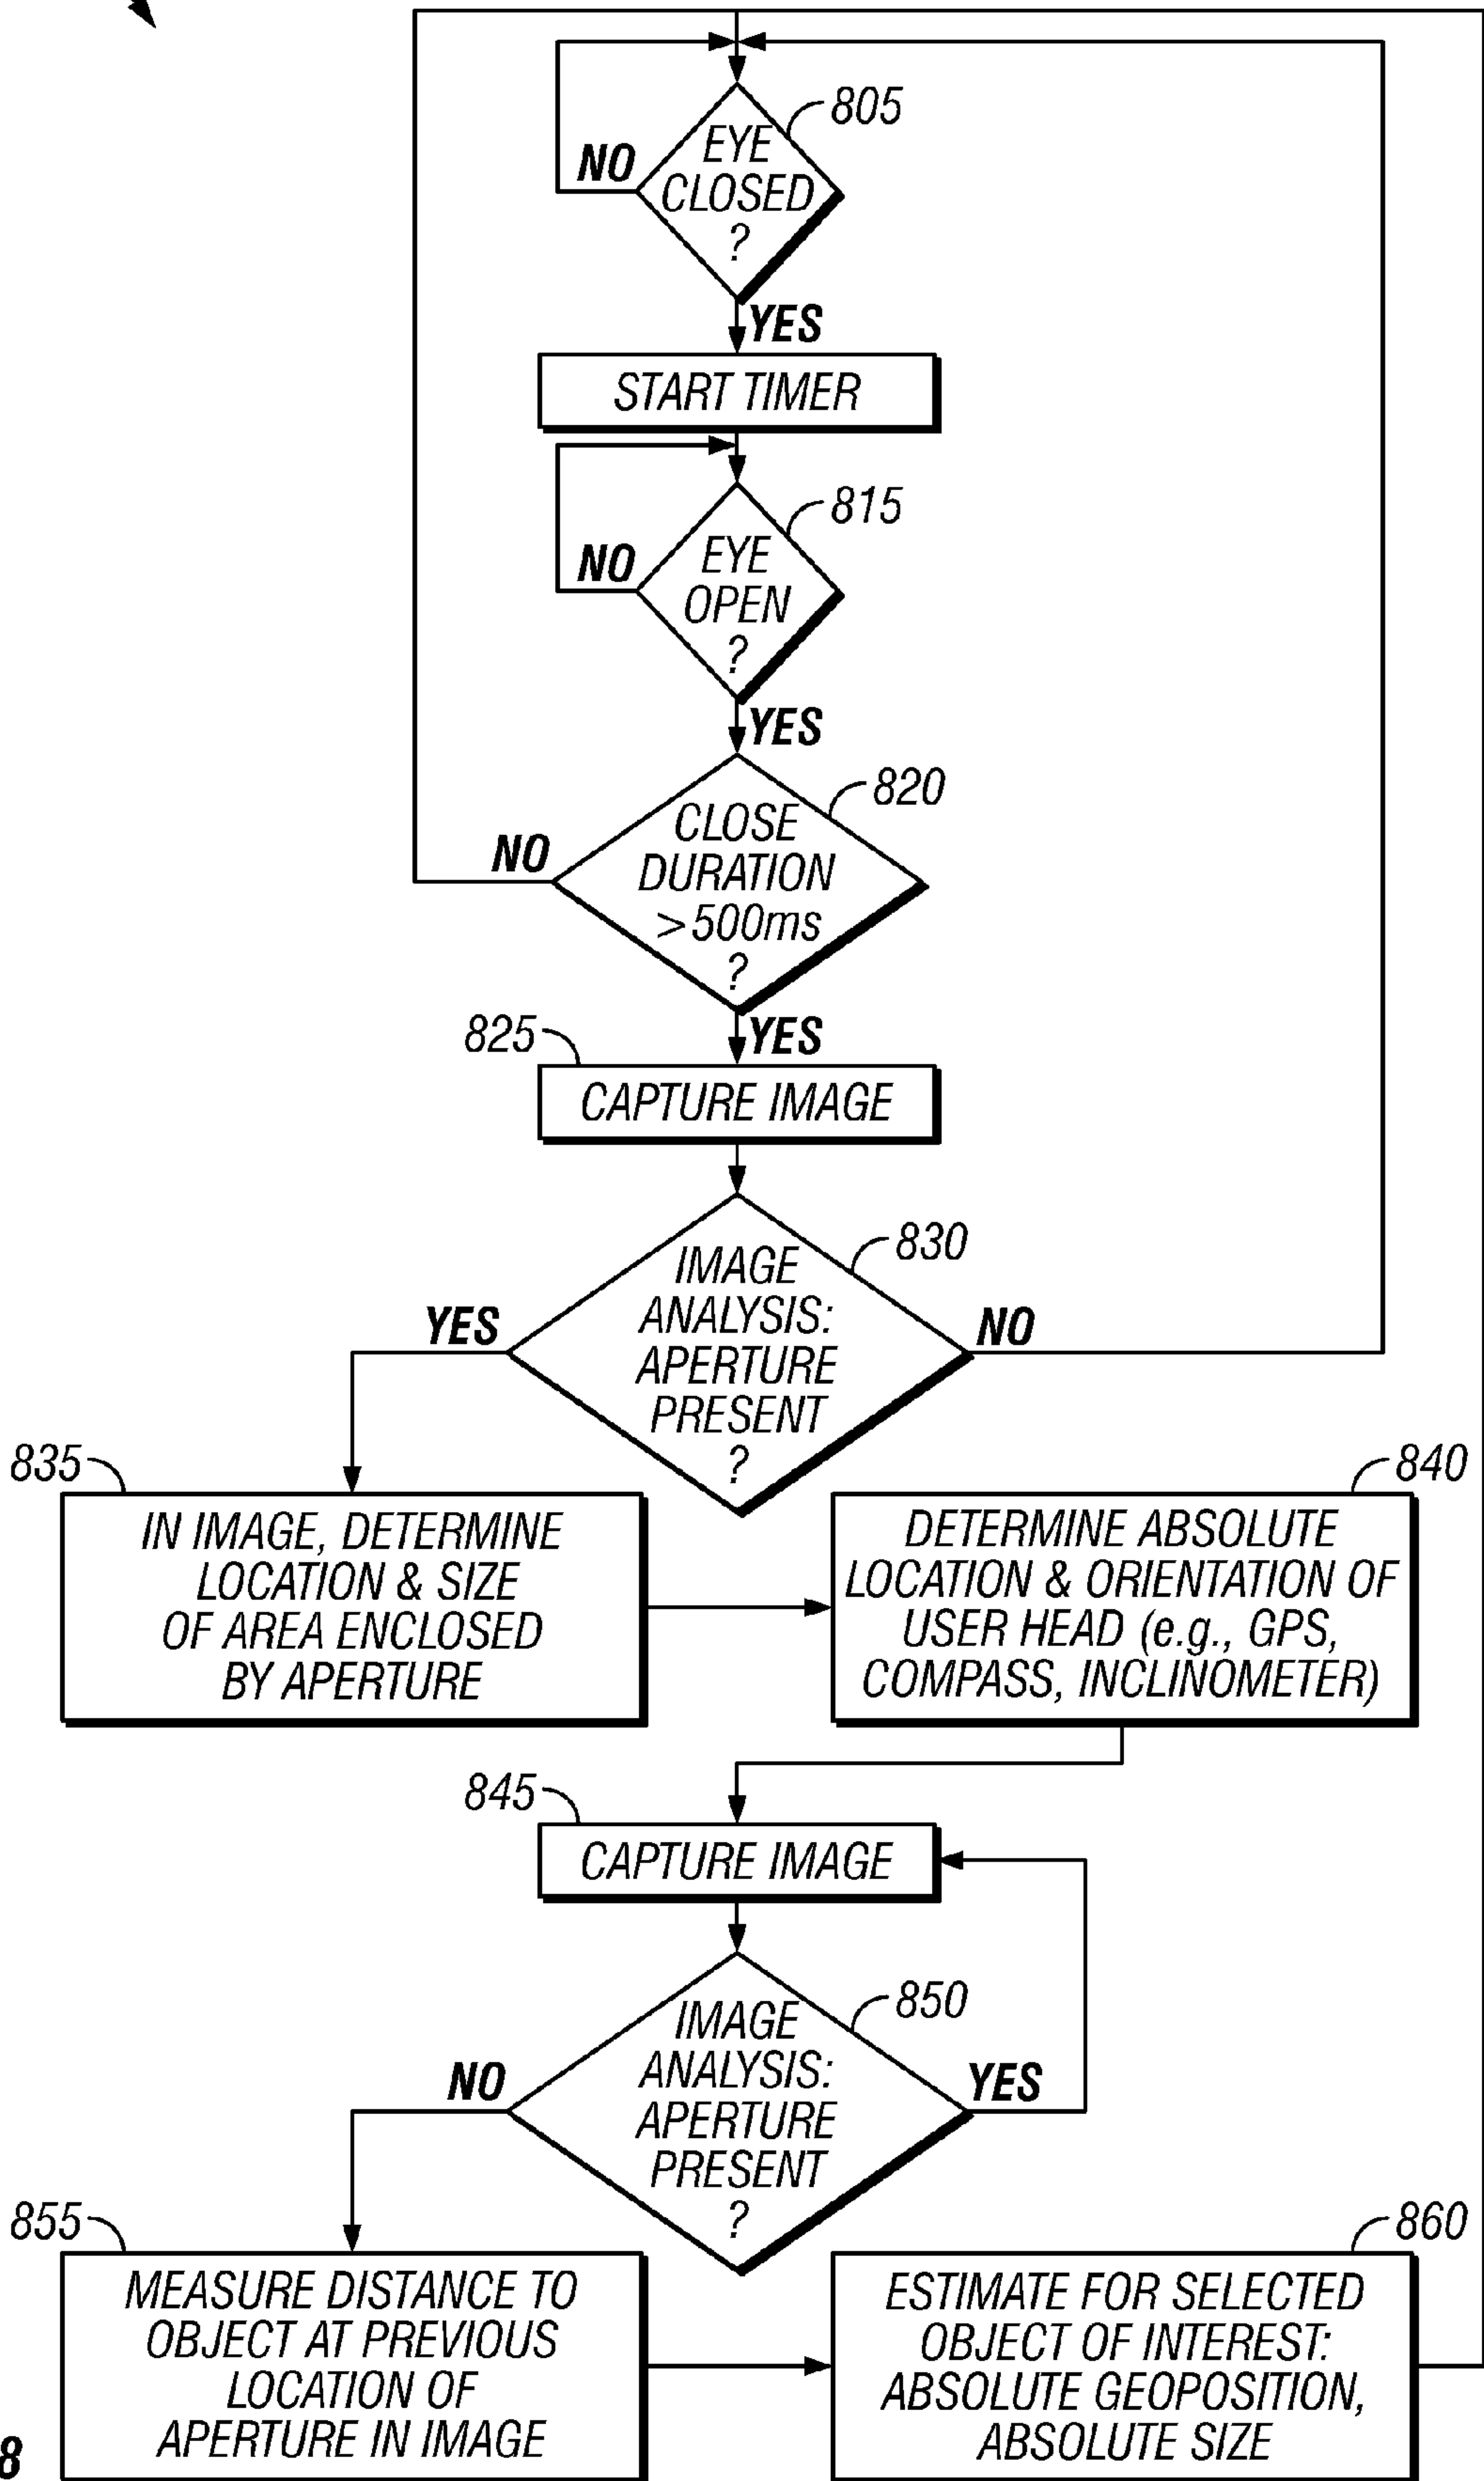 805
EYE
CLOSED
?
NO
YES
START TIMER
815
EYE
OPEN
?
NO
YES
820
CLOSE
DURATION
>500ms
?
NO
YES
825
CAPTURE IMAGE
830
IMAGE
ANALYSIS:
APERTURE
PRESENT
?
YES
NO
835
IN IMAGE, DETERMINE
LOCATION & SIZE
OF AREA ENCLOSED
BY APERTURE
840
DETERMINE ABSOLUTE
LOCATION & ORIENTATION OF
USER HEAD (e.g., GPS,
COMPASS, INCLINOMETER)
845
CAPTURE IMAGE
850
IMAGE
ANALYSIS:
APERTURE
PRESENT
?
NO
YES
855
MEASURE DISTANCE TO
OBJECT AT PREVIOUS
LOCATION OF
APERTURE IN IMAGE
860
ESTIMATE FOR SELECTED
OBJECT OF INTEREST:
ABSOLUTE GEOPOSITION,
ABSOLUTE SIZE
8